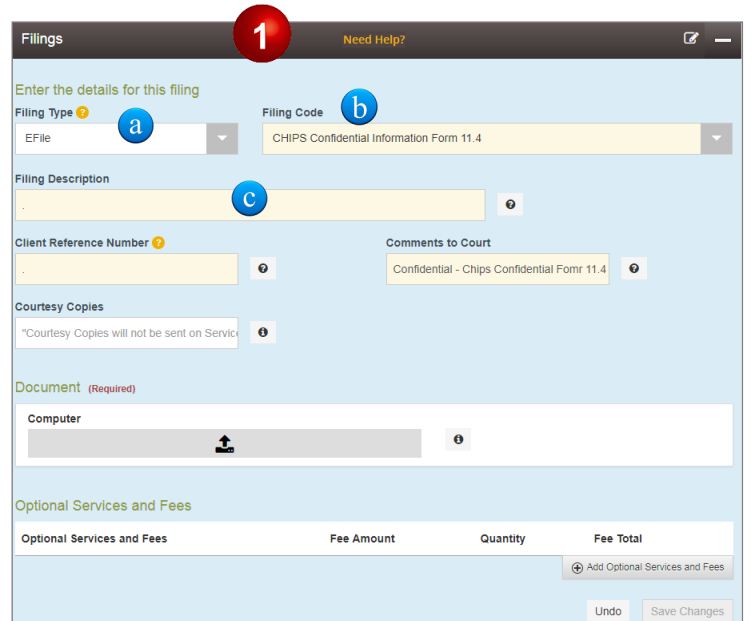 Filings 1 Need Help?
Enter the details for this filing
Filing Type ? a Filing Code b
EFile CHIPS Confidential Information Form 11.4
Filing Description
. c ?
Client Reference Number ? Comments to Court
. ? Confidential - Chips Confidential Fomr 11.4 ?
Courtesy Copies
"Courtesy Copies will not be sent on Servic
Document (Required)
Computer
Optional Services and Fees
Optional Services and Fees Fee Amount Quantity Fee Total
Add Optional Services and Fees
Undo Save Changes